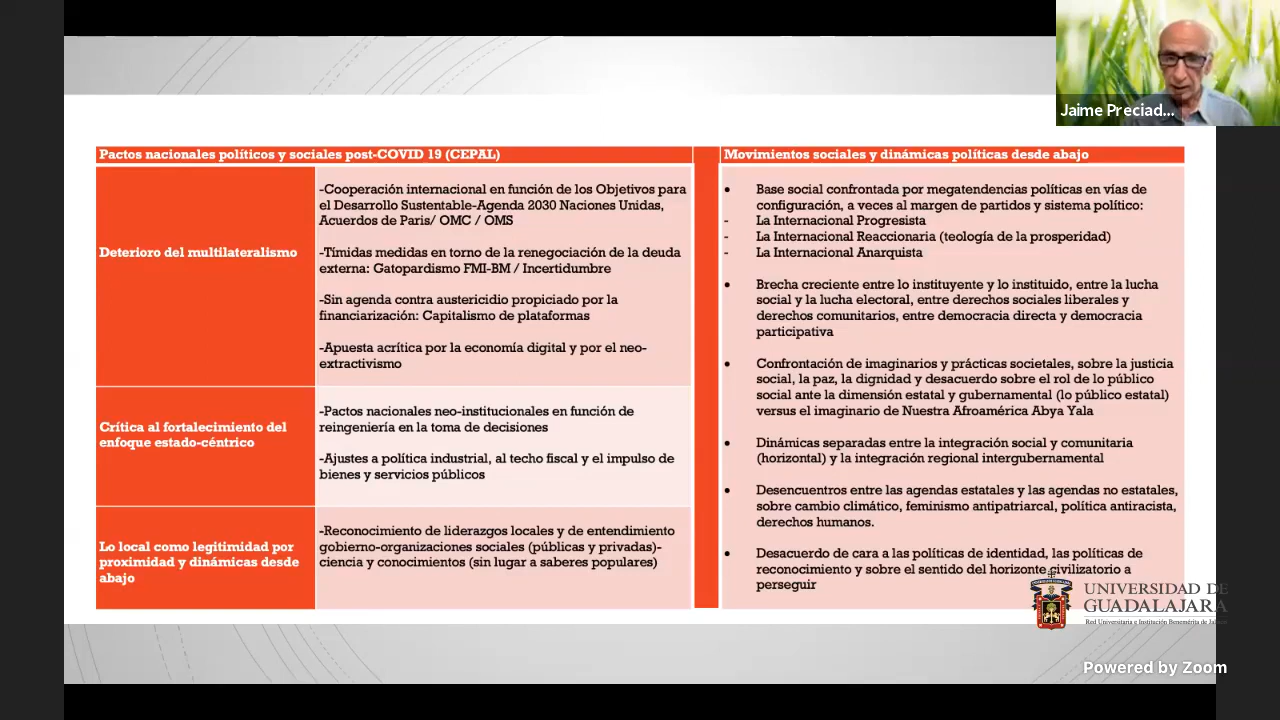 Jaime Preciad...
Pactos nacionales políticos y sociales post-COVID 19 (CEPAL)
Deterioro del multilateralismo
-Cooperación internacional en función de los Objetivos para
el Desarrollo Sustentable-Agenda 2030 Naciones Unidas,
Acuerdos de Paris/ OMC / OMS
-Tímidas medidas en torno de la renegociación de la deuda
externa: Gatopardismo FMI-BM / Incertidumbre
-Sin agenda contra austericidio propiciado por la
financiarización: Capitalismo de plataformas
-Apuesta acrítica por la economía digital y por el neo-
extractivismo
Crítica al fortalecimiento del
enfoque estado-céntrico
-Pactos nacionales neo-institucionales en función de
reingeniería en la toma de decisiones
-Ajustes a política industrial, al techo fiscal y el impulso de
bienes y servicios públicos
Lo local como legitimidad por
proximidad y dinámicas desde
abajo
-Reconocimiento de liderazgos locales y de entendimiento
gobierno-organizaciones sociales (públicas y privadas)-
ciencia y conocimientos (sin lugar a saberes populares)
Movimientos sociales y dinámicas políticas desde abajo
• Base social confrontada por megatendencias políticas en vías de
configuración, a veces al margen de partidos y sistema político:
- La Internacional Progresista
- La Internacional Reaccionaria (teología de la prosperidad)
- La Internacional Anarquista
• Brecha creciente entre lo instituyente y lo instituido, entre la lucha
social y la lucha electoral, entre derechos sociales liberales y
derechos comunitarios, entre democracia directa y democracia
participativa
• Confrontación de imaginarios y prácticas societales, sobre la justicia
social, la paz, la dignidad y desacuerdo sobre el rol de lo público
social ante la dimensión estatal y gubernamental (lo público estatal)
versus el imaginario de Nuestra Afroamérica Abya Yala
• Dinámicas separadas entre la integración social y comunitaria
(horizontal) y la integración regional intergubernamental
• Desencuentros entre las agendas estatales y las agendas no estatales,
sobre cambio climático, feminismo antipatriarcal, política antiracista,
derechos humanos.
• Desacuerdo de cara a las políticas de identidad, las políticas de
reconocimiento y sobre el sentido del horizonte civilizatorio a
perseguir
UNIVERSIDAD DE
GUADALAJARA
Red Universitaria e Institución Benemérita de Jalisco
Powered by Zoom